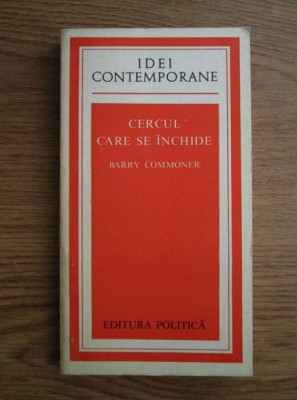 IDEI
CONTEMPORANE
CERCUL
CARE SE ÎNCHIDE
BARRY COMMONER
EDITURA POLITICĂ